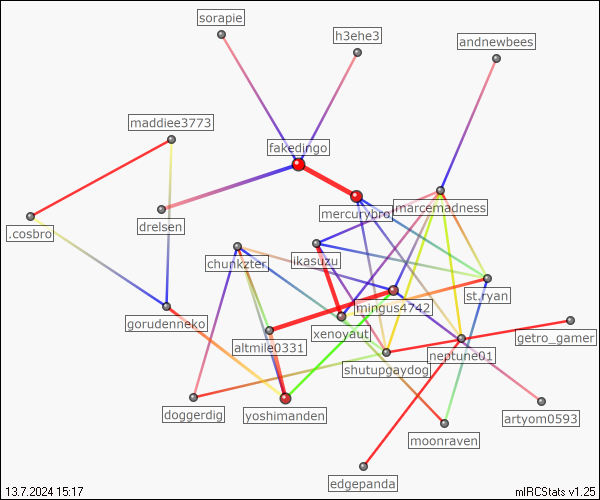 sorapie
h3ehe3
andnewbees
maddiee3773
fakedingo
marcemadness
mercurybro
.cosbro
drelsen
ikasuzu
chunkzter
st.ryan
mingus4742
gorudenneko
xenoyaut
getro_gamer
altmile0331
neptune01
shutupgaydog
doggerdig
yoshimanden
artyom0593
moonraven
edgepanda
13.7.2024 15:17
mIRCStats v1.25